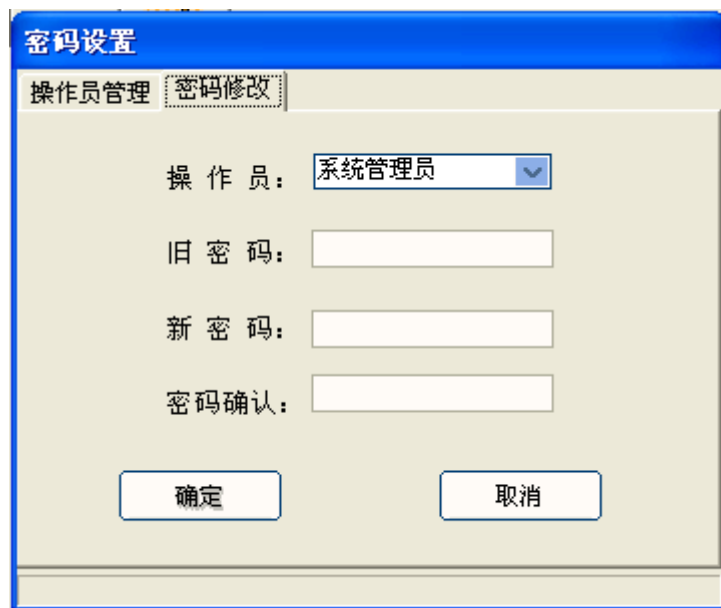 密码设置
操作员管理 密码修改
操 作 员： 系统管理员
旧 密 码：
新 密 码：
密码确认：
确定 取消